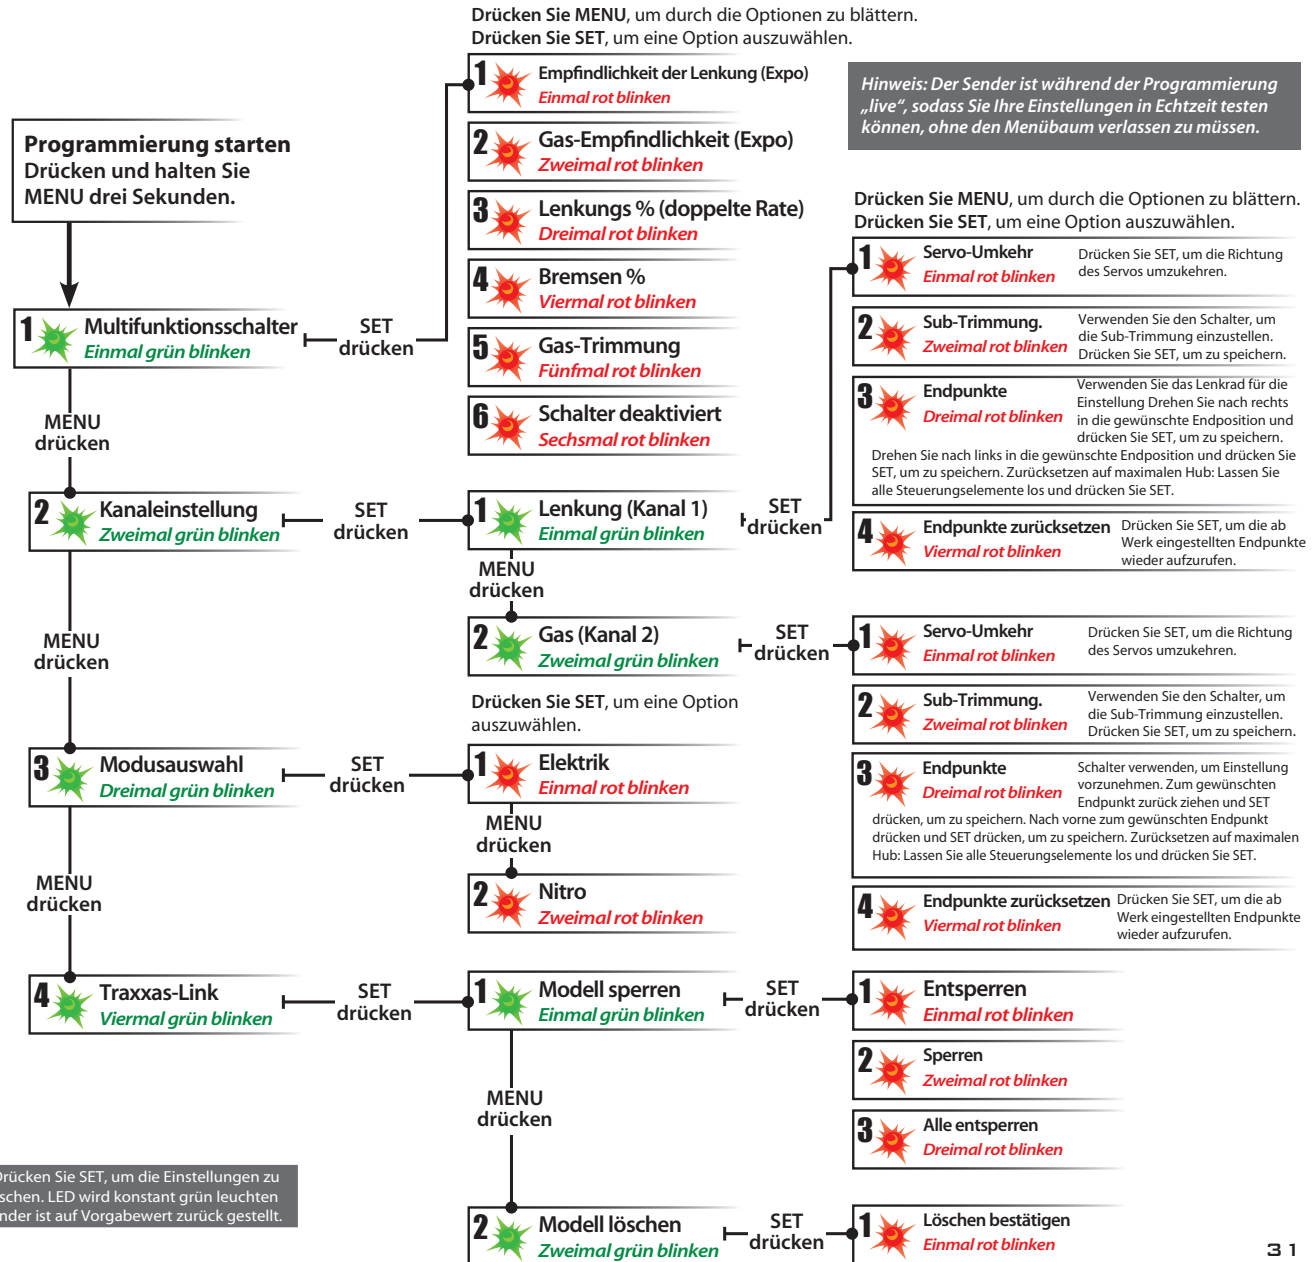 Drücken Sie MENU, um durch die Optionen zu blättern.
Drücken Sie SET, um eine Option auszuwählen.
Programmierung starten
Drücken und halten Sie
MENU drei Sekunden.
1 Multifunktionsschalter
Einmal grün blinken
SET
drücken
1 Empfindlichkeit der Lenkung (Expo)
Einmal rot blinken
2 Gas-Empfindlichkeit (Expo)
Zweimal rot blinken
3 Lenkungs % (doppelte Rate)
Dreimal rot blinken
4 Bremsen %
Viermal rot blinken
5 Gas-Trimmung
Fünfmal rot blinken
6 Schalter deaktiviert
Sechsmal rot blinken
Hinweis: Der Sender ist während der Programmierung
„live“, sodass Sie Ihre Einstellungen in Echtzeit testen
können, ohne den Menübaum verlassen zu müssen.
MENU
drücken
2 Kanaleinstellung
Zweimal grün blinken
SET
drücken
1 Lenkung (Kanal 1)
Einmal grün blinken
SET
drücken
Drücken Sie MENU, um durch die Optionen zu blättern.
Drücken Sie SET, um eine Option auszuwählen.
1 Servo-Umkehr
Einmal rot blinken
Drücken Sie SET, um die Richtung
des Servos umzukehren.
2 Sub-Trimmung.
Zweimal rot blinken
Verwenden Sie den Schalter, um
die Sub-Trimmung einzustellen.
Drücken Sie SET, um zu speichern.
3 Endpunkte
Dreimal rot blinken
Verwenden Sie das Lenkrad für die
Einstellung Drehen Sie nach rechts
in die gewünschte Endposition und
drücken Sie SET, um zu speichern.
Drehen Sie nach links in die gewünschte Endposition und drücken Sie
SET, um zu speichern. Zurücksetzen auf maximalen Hub: Lassen Sie
alle Steuerungselemente los und drücken Sie SET.
4 Endpunkte zurücksetzen
Viermal rot blinken
Drücken Sie SET, um die ab
Werk eingestellten Endpunkte
wieder aufzurufen.
MENU
drücken
2 Gas (Kanal 2)
Zweimal grün blinken
SET
drücken
1 Servo-Umkehr
Einmal rot blinken
Drücken Sie SET, um die Richtung
des Servos umzukehren.
2 Sub-Trimmung.
Zweimal rot blinken
Verwenden Sie den Schalter, um
die Sub-Trimmung einzustellen.
Drücken Sie SET, um zu speichern.
3 Endpunkte
Dreimal rot blinken
Schalter verwenden, um Einstellung
vorzunehmen. Zum gewünschten
Endpunkt zurück ziehen und SET
drücken, um zu speichern. Nach vorne zum gewünschten Endpunkt
drücken und SET drücken, um zu speichern. Zurücksetzen auf maximalen
Hub: Lassen Sie alle Steuerungselemente los und drücken Sie SET.
4 Endpunkte zurücksetzen
Viermal rot blinken
Drücken Sie SET, um die ab
Werk eingestellten Endpunkte
wieder aufzurufen.
MENU
drücken
3 Modusauswahl
Dreimal grün blinken
SET
drücken
Drücken Sie SET, um eine Option
auszuwählen.
1 Elektrik
Einmal rot blinken
MENU
drücken
2 Nitro
Zweimal rot blinken
MENU
drücken
4 Traxxas-Link
Viermal grün blinken
SET
drücken
1 Modell sperren
Einmal grün blinken
SET
drücken
1 Entsperren
Einmal rot blinken
2 Sperren
Zweimal rot blinken
3 Alle entsperren
Dreimal rot blinken
MENU
drücken
2 Modell löschen
Zweimal grün blinken
SET
drücken
1 Löschen bestätigen
Einmal rot blinken
Drücken Sie SET, um die Einstellungen zu
schen. LED wird konstant grün leuchten
nder ist auf Vorgabewert zurück gestellt.
31